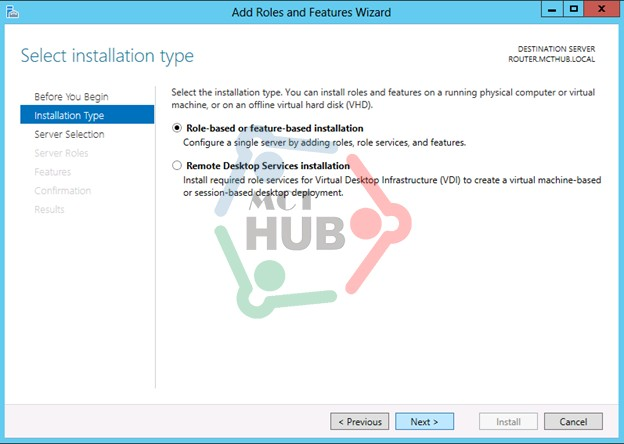 Add Roles and Features Wizard
Select installation type
DESTINATION SERVER
ROUTER.MCTHUB.LOCAL
Before You Begin
Installation Type
Server Selection
Server Roles
Features
Confirmation
Results
Select the installation type. You can install roles and features on a running physical computer or virtual
machine, or on an offline virtual hard disk (VHD).
Role-based or feature-based installation
Configure a single server by adding roles, role services, and features.
Remote Desktop Services installation
Install required role services for Virtual Desktop Infrastructure (VDI) to create a virtual machine-based
or session-based desktop deployment.
MCT
HUB
< Previous
Next >
Install
Cancel